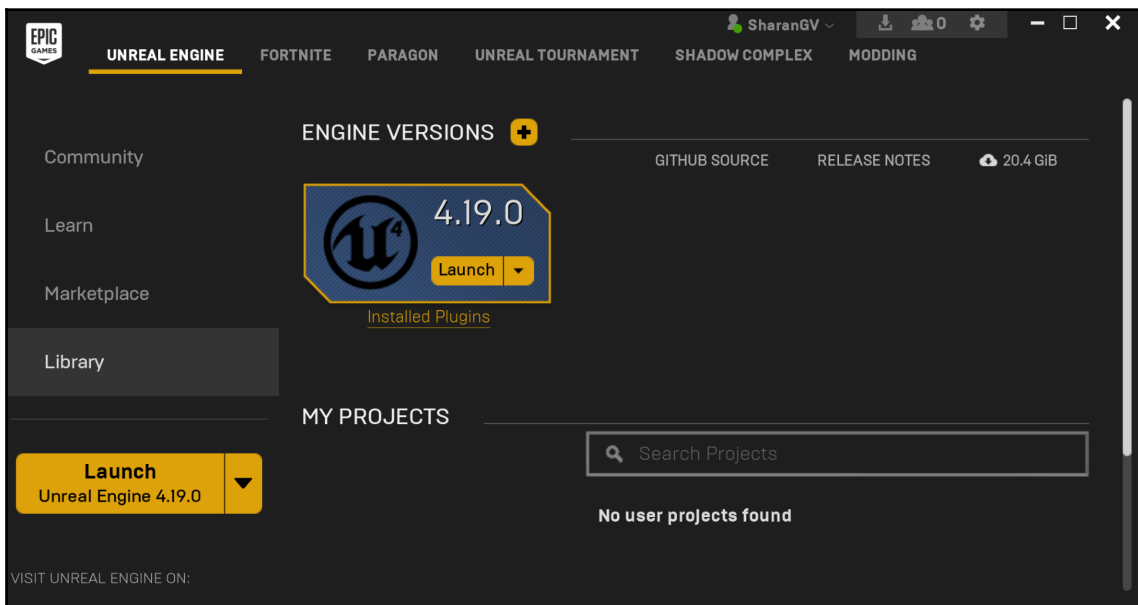 EPIC
GAMES
SharanGV
0
UNREAL ENGINE FORTNITE PARAGON UNREAL TOURNAMENT SHADOW COMPLEX MODDING
Community
Learn
Marketplace
Library
Launch
Unreal Engine 4.19.0
VISIT UNREAL ENGINE ON:
ENGINE VERSIONS
GITHUB SOURCE RELEASE NOTES 20.4 GiB
4.19.0
Launch
Installed Plugins
MY PROJECTS
Search Projects
No user projects found